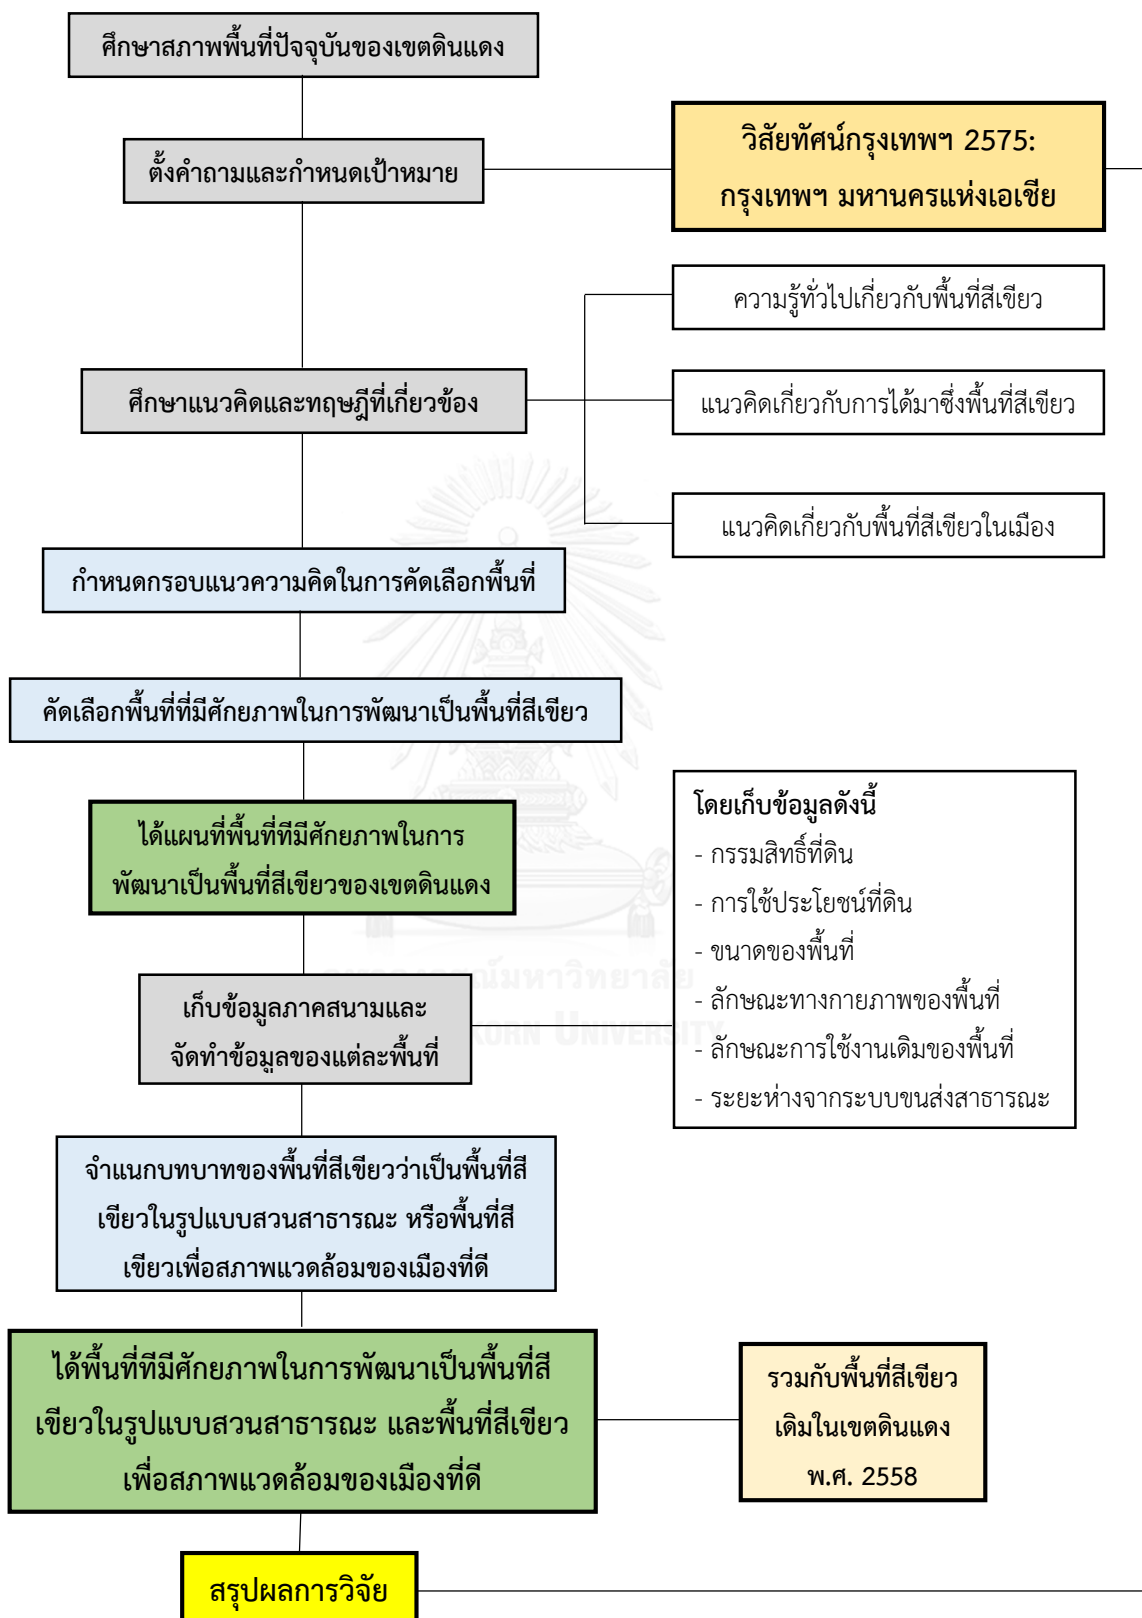 ศึกษาสภาพพื้นที่ปัจจุบันของเขตดินแดง
ตั้งคำถามและกำหนดเป้าหมาย
วิสัยทัศน์กรุงเทพฯ 2575:
กรุงเทพฯ มหานครแห่งเอเชีย
ความรู้ทั่วไปเกี่ยวกับพื้นที่สีเขียว
ศึกษาแนวคิดและทฤษฎีที่เกี่ยวข้อง
แนวคิดเกี่ยวกับการได้มาซึ่งพื้นที่สีเขียว
แนวคิดเกี่ยวกับพื้นที่สีเขียวในเมือง
กำหนดกรอบแนวความคิดในการคัดเลือกพื้นที่
คัดเลือกพื้นที่ที่มีศักยภาพในการพัฒนาเป็นพื้นที่สีเขียว
ได้แผนที่พื้นที่ทีมีศักยภาพในการ
พัฒนาเป็นพื้นที่สีเขียวของเขตดินแดง
โดยเก็บข้อมูลดังนี้
- กรรมสิทธิ์ที่ดิน
- การใช้ประโยชน์ที่ดิน
- ขนาดของพื้นที่
- ลักษณะทางกายภาพของพื้นที่
- ลักษณะการใช้งานเดิมของพื้นที่
- ระยะห่างจากระบบขนส่งสาธารณะ
เก็บข้อมูลภาคสนามและ
จัดทำข้อมูลของแต่ละพื้นที่
ณ์มหาวิทยาลัย
KORN UNIVERSITY
จำแนกบทบาทของพื้นที่สีเขียวว่าเป็นพื้นที่สี
เขียวในรูปแบบสวนสาธารณะ หรือพื้นที่สี
เขียวเพื่อสภาพแวดล้อมของเมืองที่ดี
ได้พื้นที่ทีมีศักยภาพในการพัฒนาเป็นพื้นที่สี
เขียวในรูปแบบสวนสาธารณะ และพื้นที่สีเขียว
เพื่อสภาพแวดล้อมของเมืองที่ดี
รวมกับพื้นที่สีเขียว
เดิมในเขตดินแดง
พ.ศ. 2558
สรุปผลการวิจัย